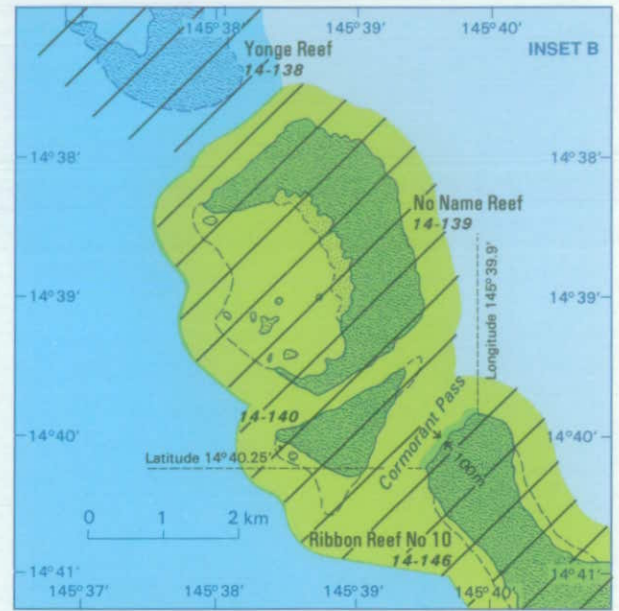 145°38'
145°39'
145°40'
Yonge Reef
14-138
INSET B
14°38'
14°38'
No Name Reef
14-139
Longitude 145°39.9'
14°39'
14°39'
14-140
Cormorant Pass
14°40'
14°40'
Latitude 14°40.25'
100m
0 1 2 km
Ribbon Reef No 10
14-146
14°41'
14°41'
145°37'
145°38'
145°39'
145°40'